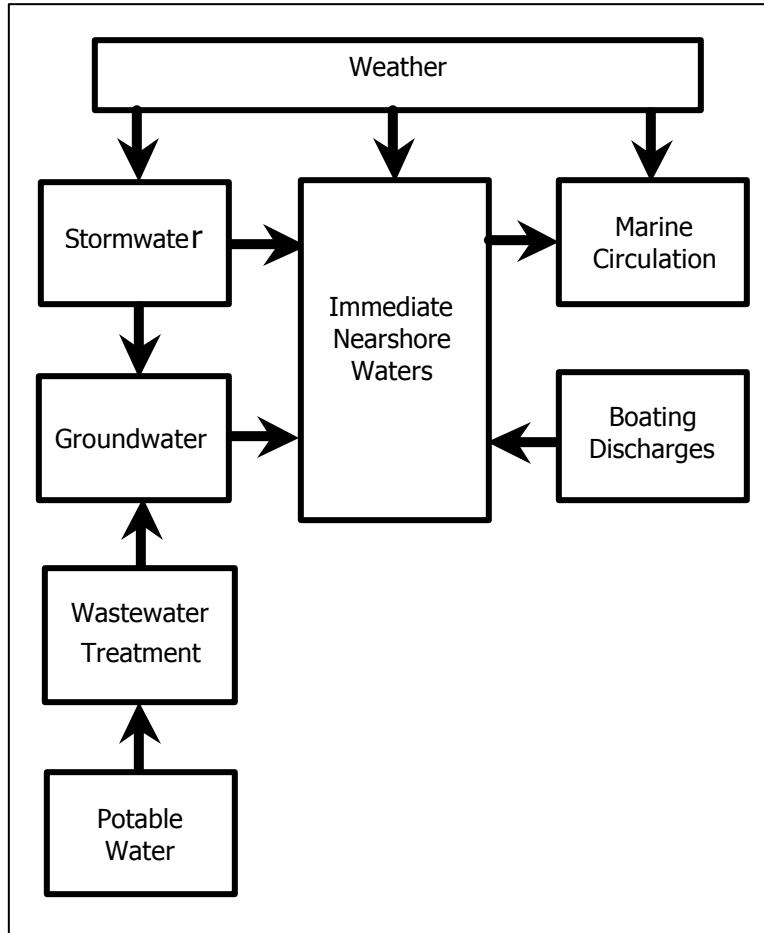 Weather
Stormwater
Marine
Circulation
Immediate
Nearshore
Waters
Groundwater
Boating
Discharges
Wastewater
Treatment
Potable
Water